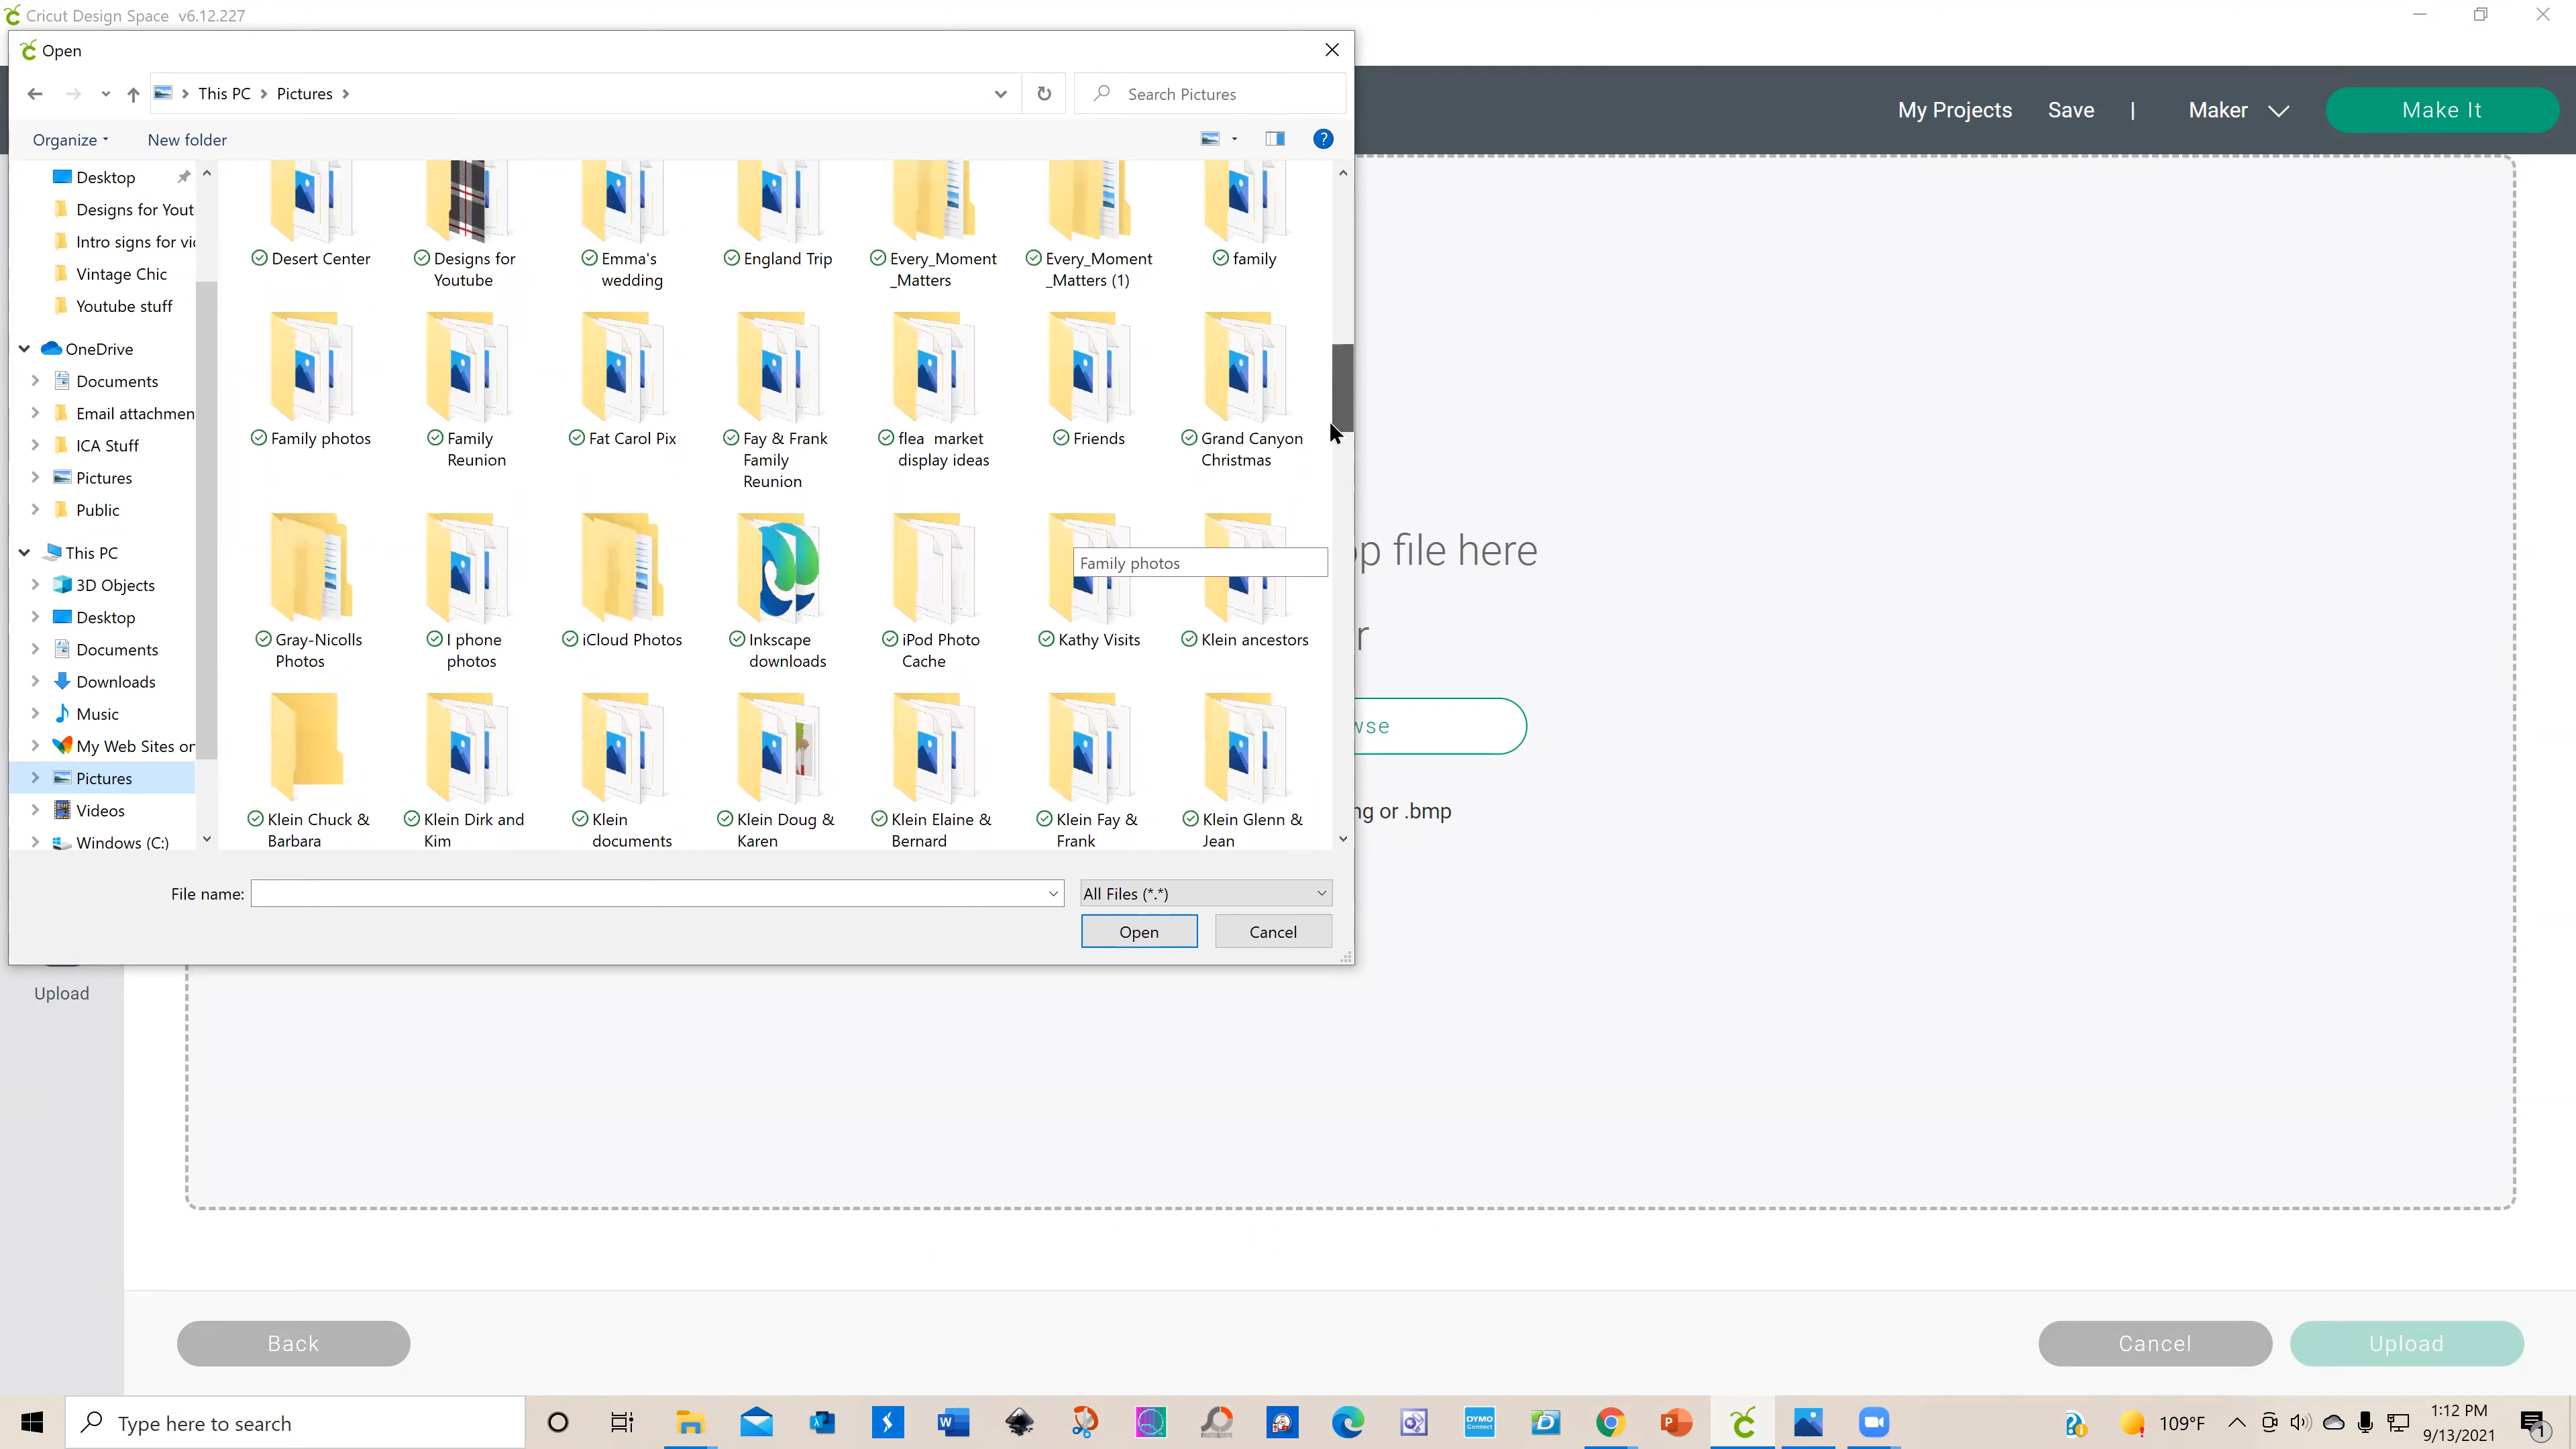 Cricut Design Space v6.12.227
Open
This PC
Pictures
Search Pictures
My Projects
Save
|
Maker
Make It
Organize
New folder
Desktop
Designs for Yout
Intro signs for vi
Vintage Chic
Youtube stuff
OneDrive
Documents
Email attachmen
ICA Stuff
Pictures
Public
This PC
3D Objects
Desktop
Documents
Downloads
Music
My Web Sites or
Pictures
Videos
Windows (C:)
Desert Center
Designs for
Youtube
Emma's
wedding
England Trip
Every_Moment
_Matters
Every_Moment
_Matters (1)
family
Family photos
Family
Reunion
Fat Carol Pix
Fay & Frank
Family
Reunion
flea market
display ideas
Friends
Grand Canyon
Christmas
Gray-Nicolls
Photos
I phone
photos
iCloud Photos
Inkscape
downloads
iPod Photo
Cache
Kathy Visits
Klein ancestors
Family photos
Klein Chuck &
Barbara
Klein Dirk and
Kim
Klein
documents
Klein Doug &
Karen
Klein Elaine &
Bernard
Klein Fay &
Frank
Klein Glenn &
Jean
op file here
r
wse
ng or .bmp
File name:
All Files (*.*)
Open
Cancel
Upload
Back
Cancel
Upload
Type here to search
DYMO
Connect
109°F
1:12 PM
9/13/2021
1